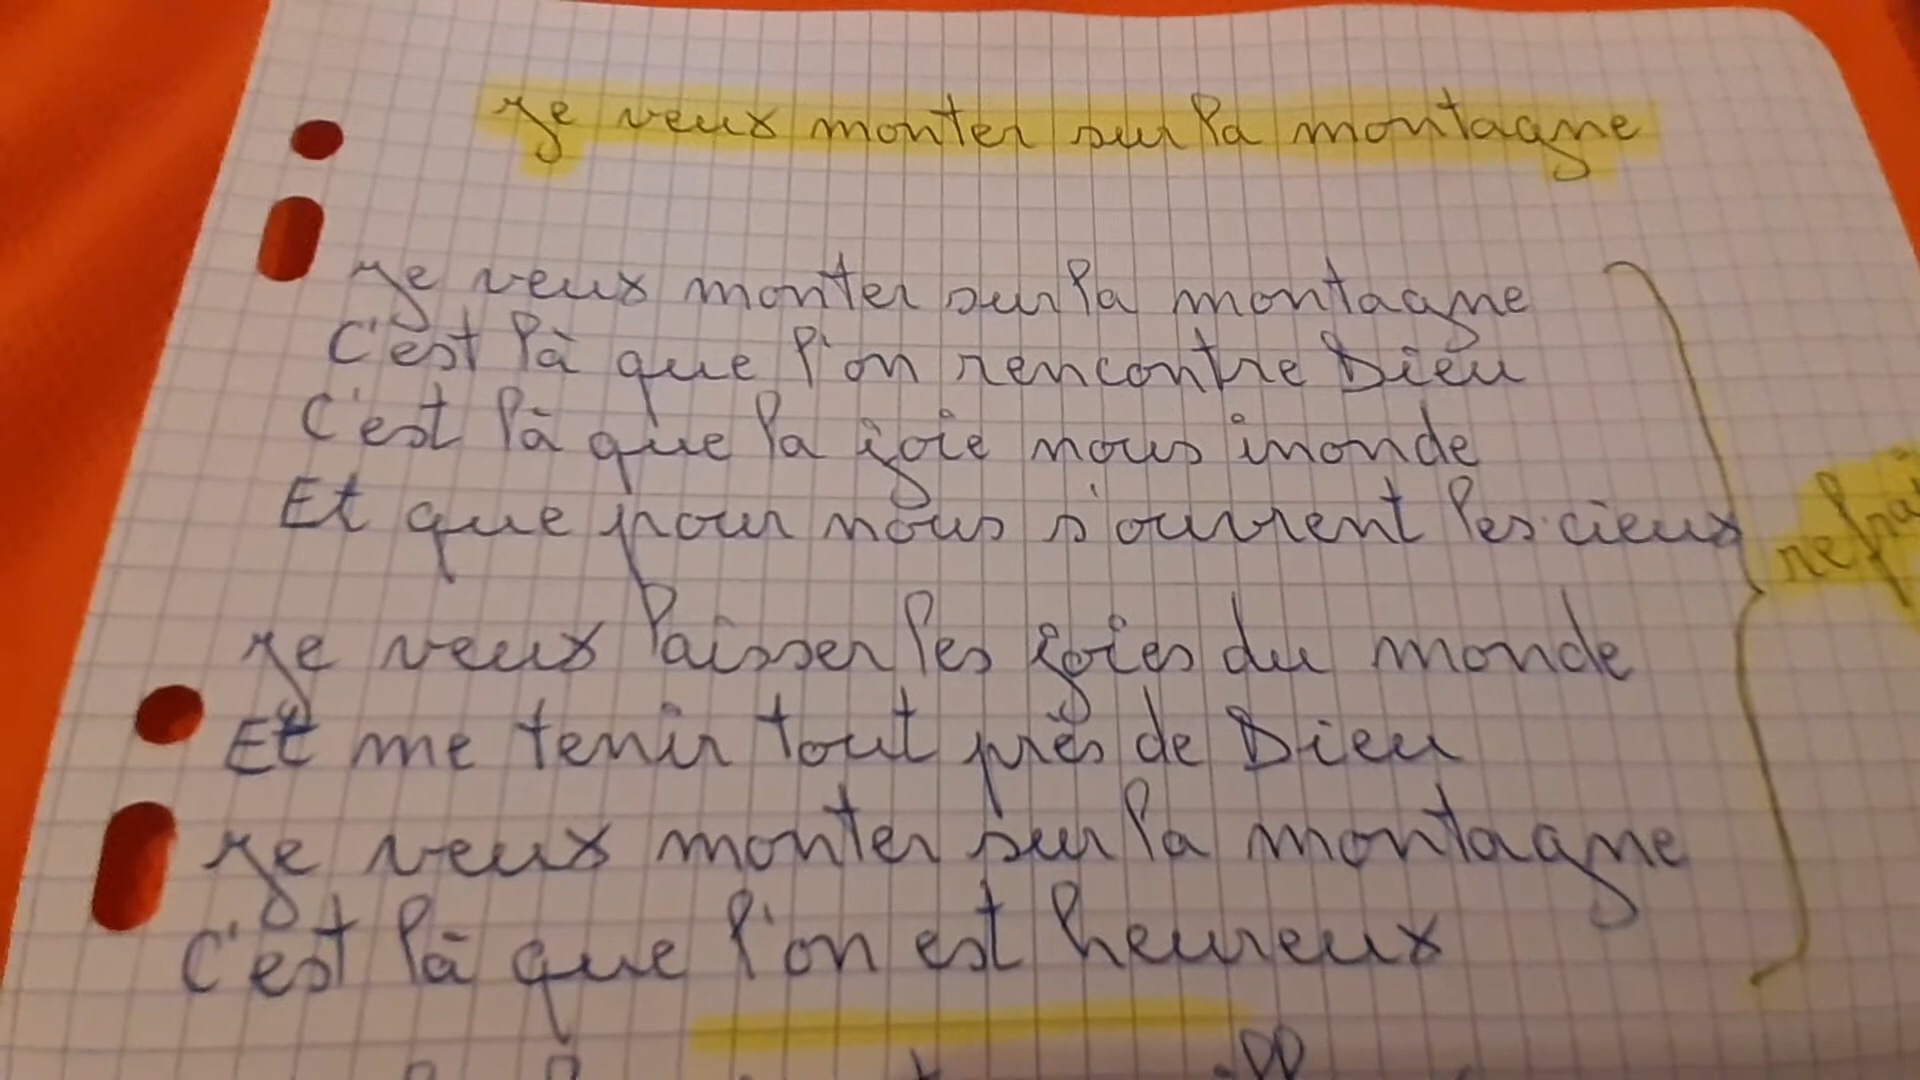 Je veux monter sur la montagne
Je veux monter sur la montagne
C'est là que l'on rencontre Dieu
C'est là que la joie nous inonde
Et que pour nous s'ouvrent les cieux
refrai
Je veux laisser les joies du monde
Et me tenir tout près de Dieu
Je veux monter sur la montagne
C'est là que l'on est heureux